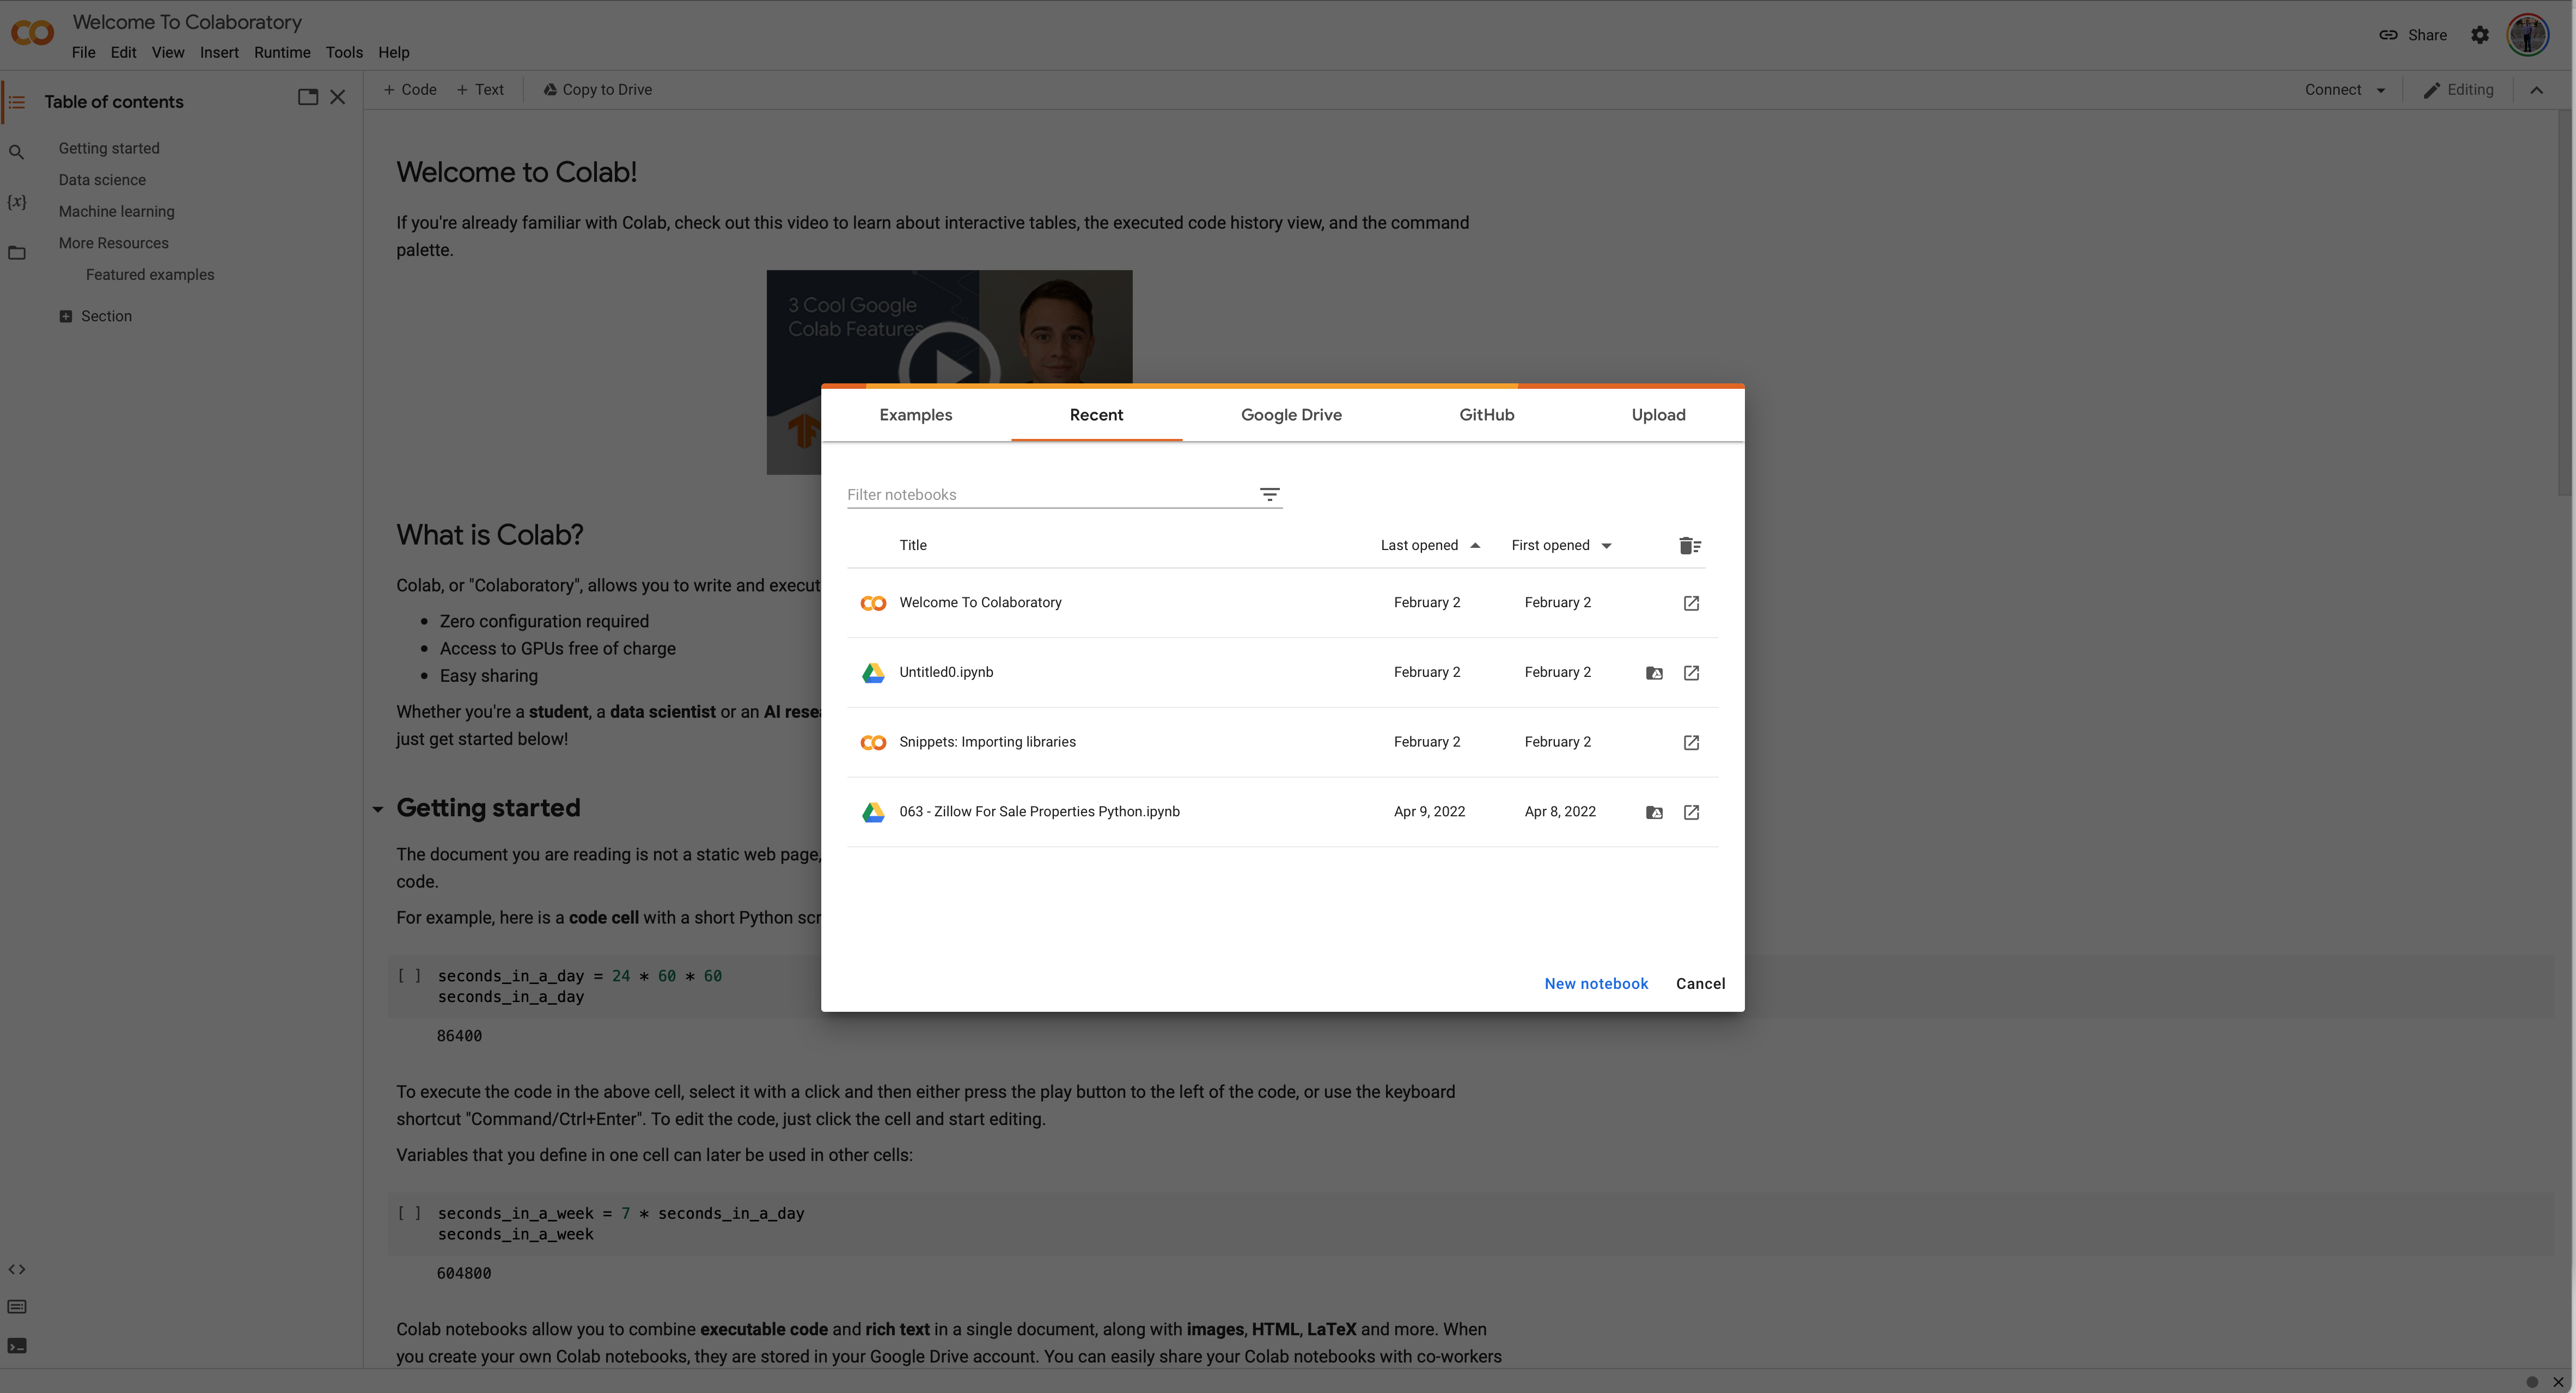 Welcome To Colaboratory
File Edit View Insert Runtime Tools Help
Share
Table of contents
+ Code + Text Copy to Drive
Connect Editing
Getting started
Data science
Machine learning
More Resources
Featured examples
Section
Welcome to Colab!
If you're already familiar with Colab, check out this video to learn about interactive tables, the executed code history view, and the command
palette.
3 Cool Google
Colab Features
What is Colab?
Colab, or "Colaboratory", allows you to write and execut
• Zero configuration required
• Access to GPUs free of charge
• Easy sharing
Whether you're a student, a data scientist or an AI rese
just get started below!
Getting started
The document you are reading is not a static web page,
code.
For example, here is a code cell with a short Python scr
[ ] seconds_in_a_day = 24 * 60 * 60
seconds_in_a_day
86400
To execute the code in the above cell, select it with a click and then either press the play button to the left of the code, or use the keyboard
shortcut "Command/Ctrl+Enter". To edit the code, just click the cell and start editing.
Variables that you define in one cell can later be used in other cells:
[ ] seconds_in_a_week = 7 * seconds_in_a_day
seconds_in_a_week
604800
Colab notebooks allow you to combine executable code and rich text in a single document, along with images, HTML, LaTeX and more. When
you create your own Colab notebooks, they are stored in your Google Drive account. You can easily share your Colab notebooks with co-workers
Examples Recent Google Drive GitHub Upload
Filter notebooks
Title Last opened First opened
Welcome To Colaboratory February 2 February 2
Untitled0.ipynb February 2 February 2
Snippets: Importing libraries February 2 February 2
063 - Zillow For Sale Properties Python.ipynb Apr 9, 2022 Apr 8, 2022
New notebook Cancel